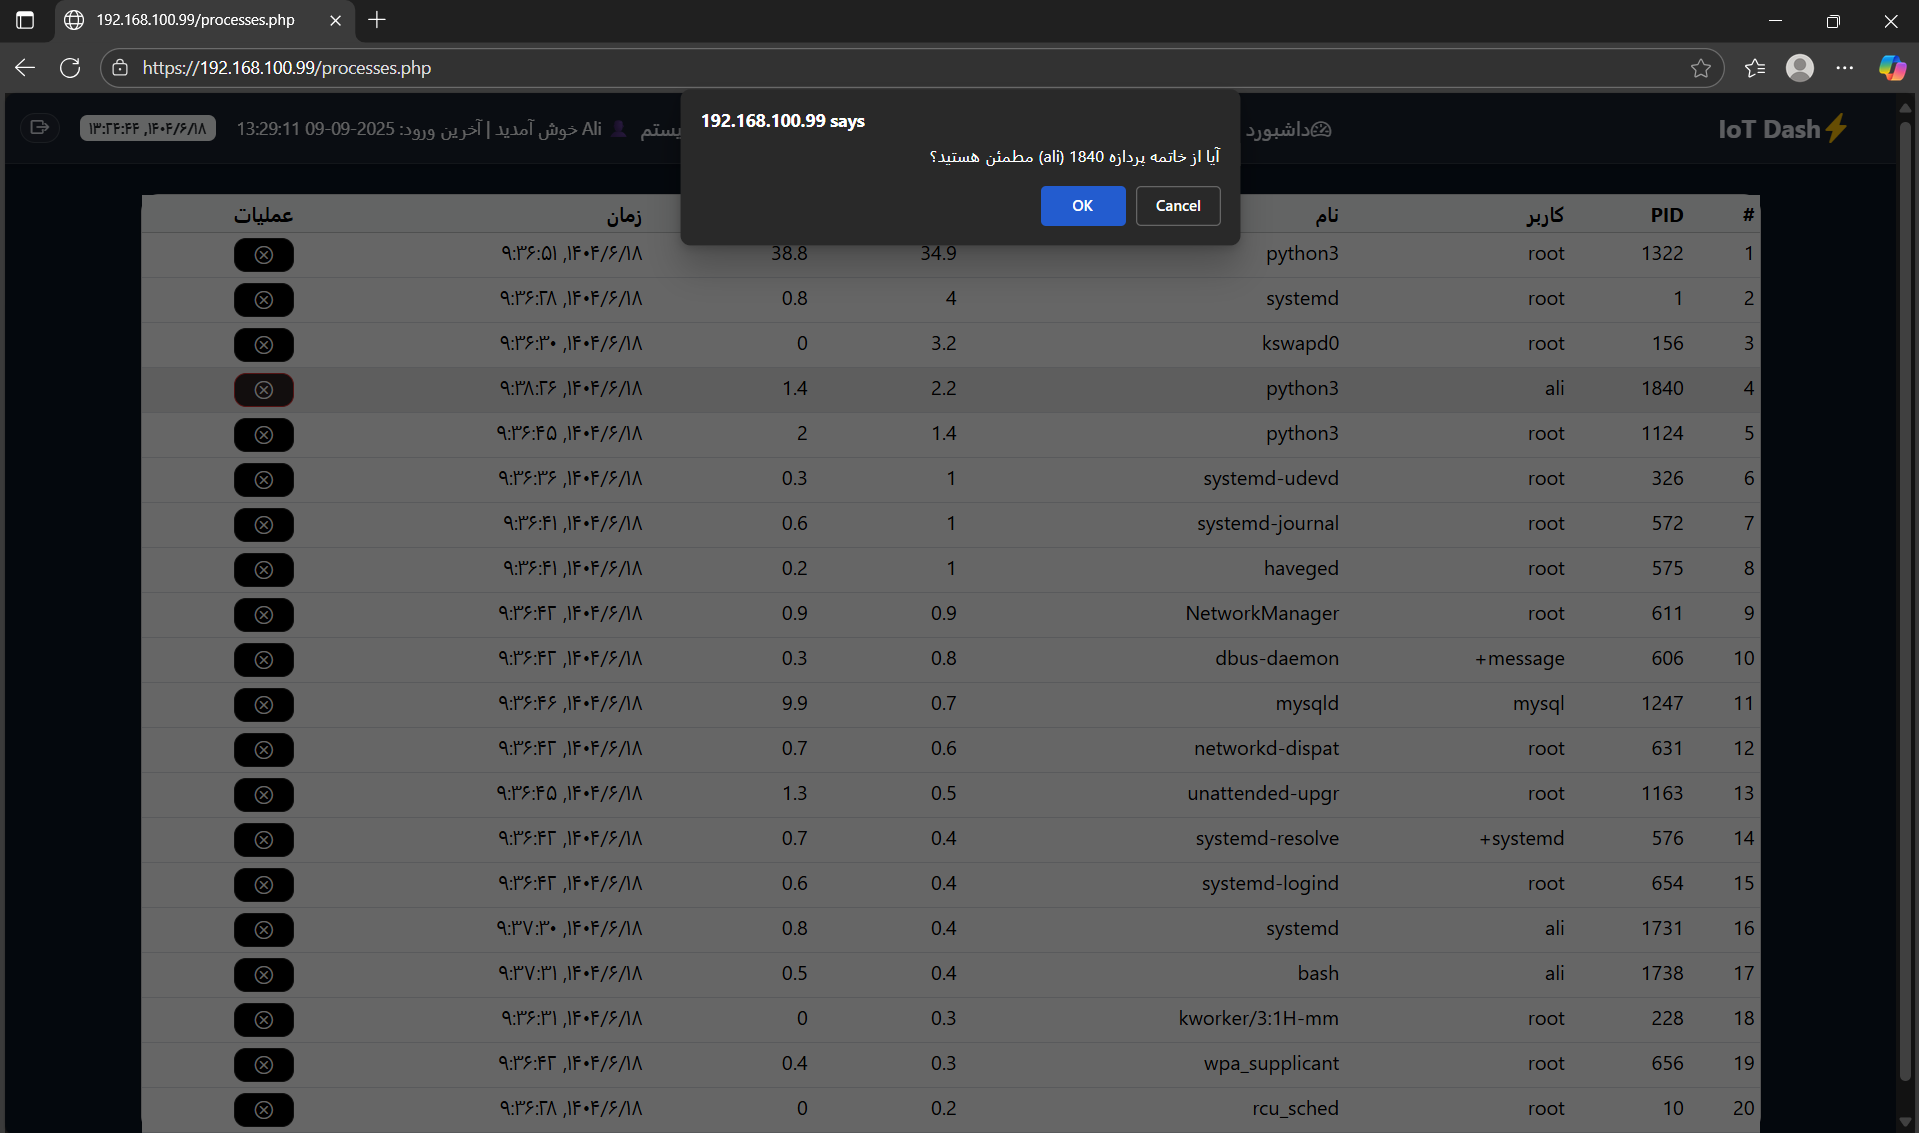 192.168.100.99/processes.php
https://192.168.100.99/processes.php
IoT Dash
داشبورد
Ali خوش آمدید | آخرین ورود: 2025-09-09 13:29:11
۱۴۰۴/۶/۱۸, ۱۳:۲۴:۴۴
192.168.100.99 says
آیا از خاتمه پردازه 1840 (ali) مطمئن هستید؟
OK
Cancel
# PID کاربر نام زمان عملیات
1 1322 root python3 34.9 38.8 ۱۴۰۴/۶/۱۸, ۹:۳۶:۵۱
2 1 root systemd 4 0.8 ۱۴۰۴/۶/۱۸, ۹:۳۶:۲۸
3 156 root kswapd0 3.2 0 ۱۴۰۴/۶/۱۸, ۹:۳۶:۳۰
4 1840 ali python3 2.2 1.4 ۱۴۰۴/۶/۱۸, ۹:۳۸:۲۶
5 1124 root python3 1.4 2 ۱۴۰۴/۶/۱۸, ۹:۳۶:۴۵
6 326 root systemd-udevd 1 0.3 ۱۴۰۴/۶/۱۸, ۹:۳۶:۳۶
7 572 root systemd-journal 1 0.6 ۱۴۰۴/۶/۱۸, ۹:۳۶:۴۱
8 575 root haveged 1 0.2 ۱۴۰۴/۶/۱۸, ۹:۳۶:۴۱
9 611 root NetworkManager 0.9 0.9 ۱۴۰۴/۶/۱۸, ۹:۳۶:۴۲
10 606 message+ dbus-daemon 0.8 0.3 ۱۴۰۴/۶/۱۸, ۹:۳۶:۴۲
11 1247 mysql mysqld 0.7 9.9 ۱۴۰۴/۶/۱۸, ۹:۳۶:۴۶
12 631 root networkd-dispat 0.6 0.7 ۱۴۰۴/۶/۱۸, ۹:۳۶:۴۲
13 1163 root unattended-upgr 0.5 1.3 ۱۴۰۴/۶/۱۸, ۹:۳۶:۴۵
14 576 systemd+ systemd-resolve 0.4 0.7 ۱۴۰۴/۶/۱۸, ۹:۳۶:۴۲
15 654 root systemd-logind 0.4 0.6 ۱۴۰۴/۶/۱۸, ۹:۳۶:۴۲
16 1731 ali systemd 0.4 0.8 ۱۴۰۴/۶/۱۸, ۹:۳۷:۳۰
17 1738 ali bash 0.4 0.5 ۱۴۰۴/۶/۱۸, ۹:۳۷:۳۱
18 228 root kworker/3:1H-mm 0.3 0 ۱۴۰۴/۶/۱۸, ۹:۳۶:۳۱
19 656 root wpa_supplicant 0.3 0.4 ۱۴۰۴/۶/۱۸, ۹:۳۶:۴۲
20 10 root rcu_sched 0.2 0 ۱۴۰۴/۶/۱۸, ۹:۳۶:۲۸